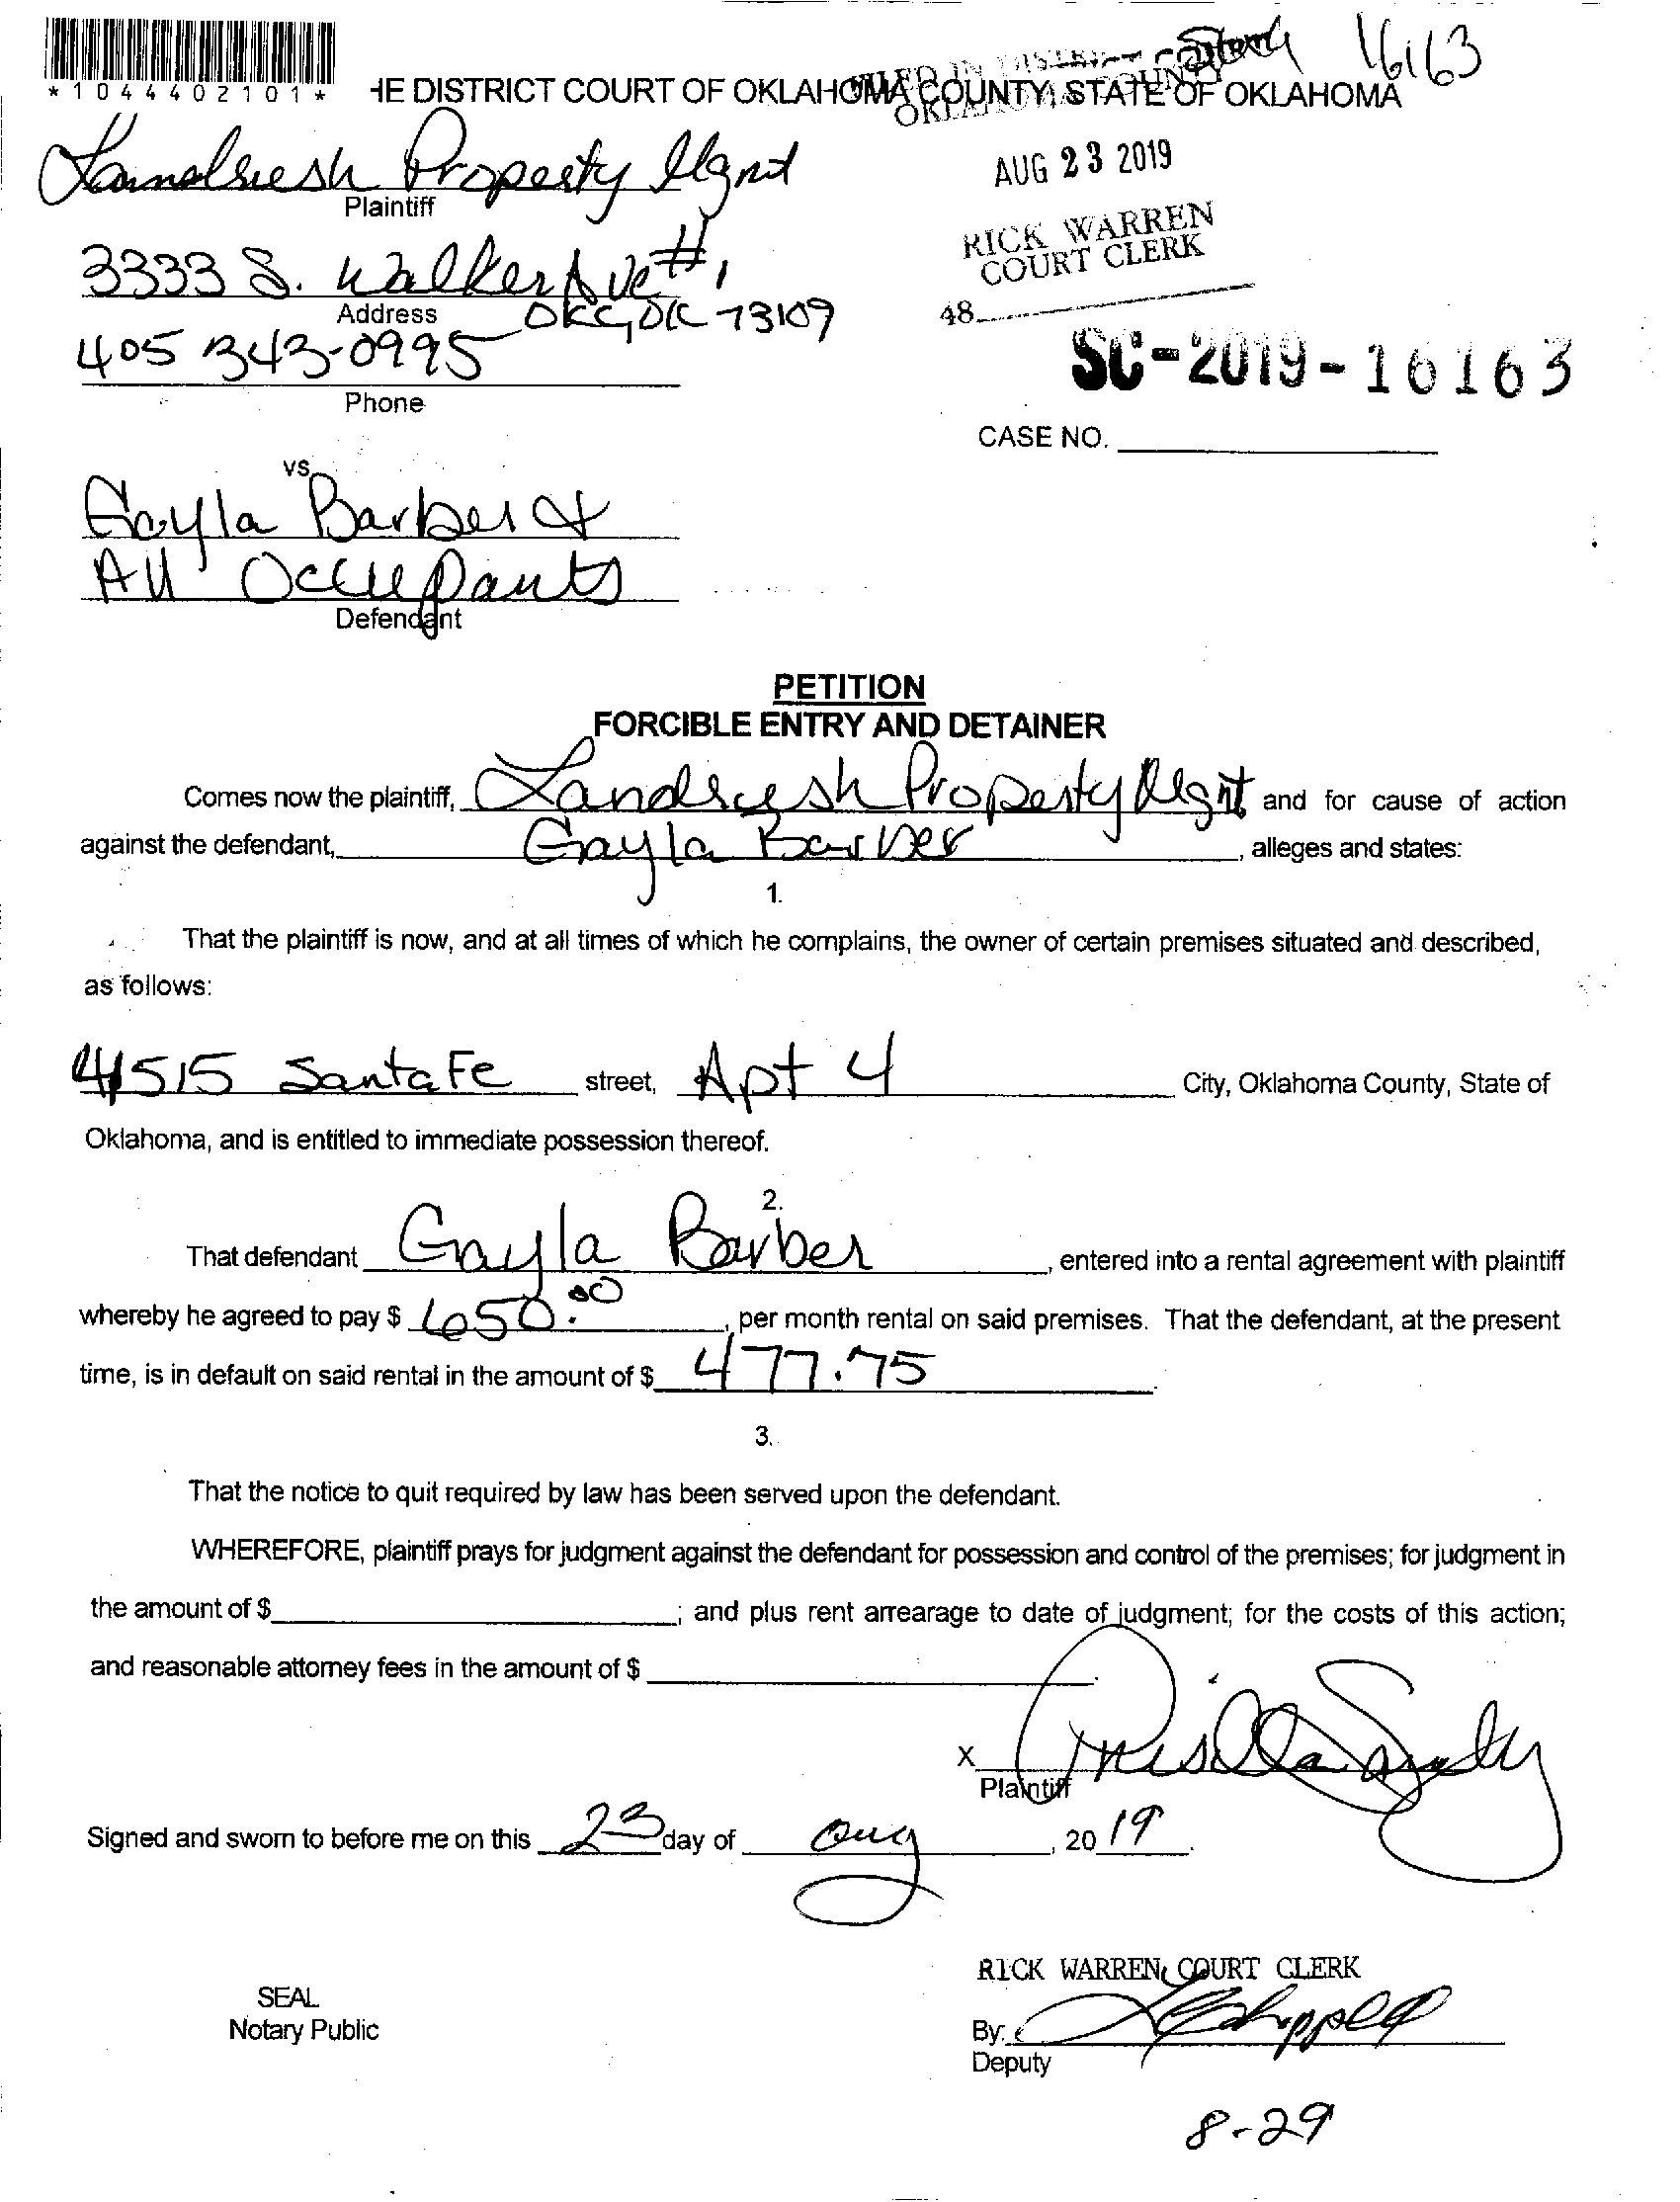 *1044402101*
16163
HE DISTRICT COURT OF OKLAHOMA COUNTY, STATE OF OKLAHOMA
FILED IN DISTRICT COURT
OKLAHOMA COUNTY
AUG 23 2019
RICK WARREN
COURT CLERK
48
Property Mgmt
Plaintiff
3333 S. Walker Ave #1
Address
OKC, OK 73109
405 343-0995
Phone
SC-2019-16163
CASE NO.
vs.
Gayla Barber &
All Occupants
Defendant
PETITION
FORCIBLE ENTRY AND DETAINER
Comes now the plaintiff, Property Mgmt and for cause of action
against the defendant, Gayla Barber, alleges and states:
1.
That the plaintiff is now, and at all times of which he complains, the owner of certain premises situated and described,
as follows:
4515 Santa Fe street, Apt 4 City, Oklahoma County, State of
Oklahoma, and is entitled to immediate possession thereof.
2.
That defendant Gayla Barber, entered into a rental agreement with plaintiff
whereby he agreed to pay $ 650.00, per month rental on said premises. That the defendant, at the present
time, is in default on said rental in the amount of $ 477.75.
3.
That the notice to quit required by law has been served upon the defendant.
WHEREFORE, plaintiff prays for judgment against the defendant for possession and control of the premises; for judgment in
the amount of $; and plus rent arrearage to date of judgment; for the costs of this action;
and reasonable attorney fees in the amount of $.
X Priscilla
Plaintiff
Signed and sworn to before me on this 23 day of Aug, 2019.
RICK WARREN, COURT CLERK
SEAL
Notary Public
By:
Deputy
8-29